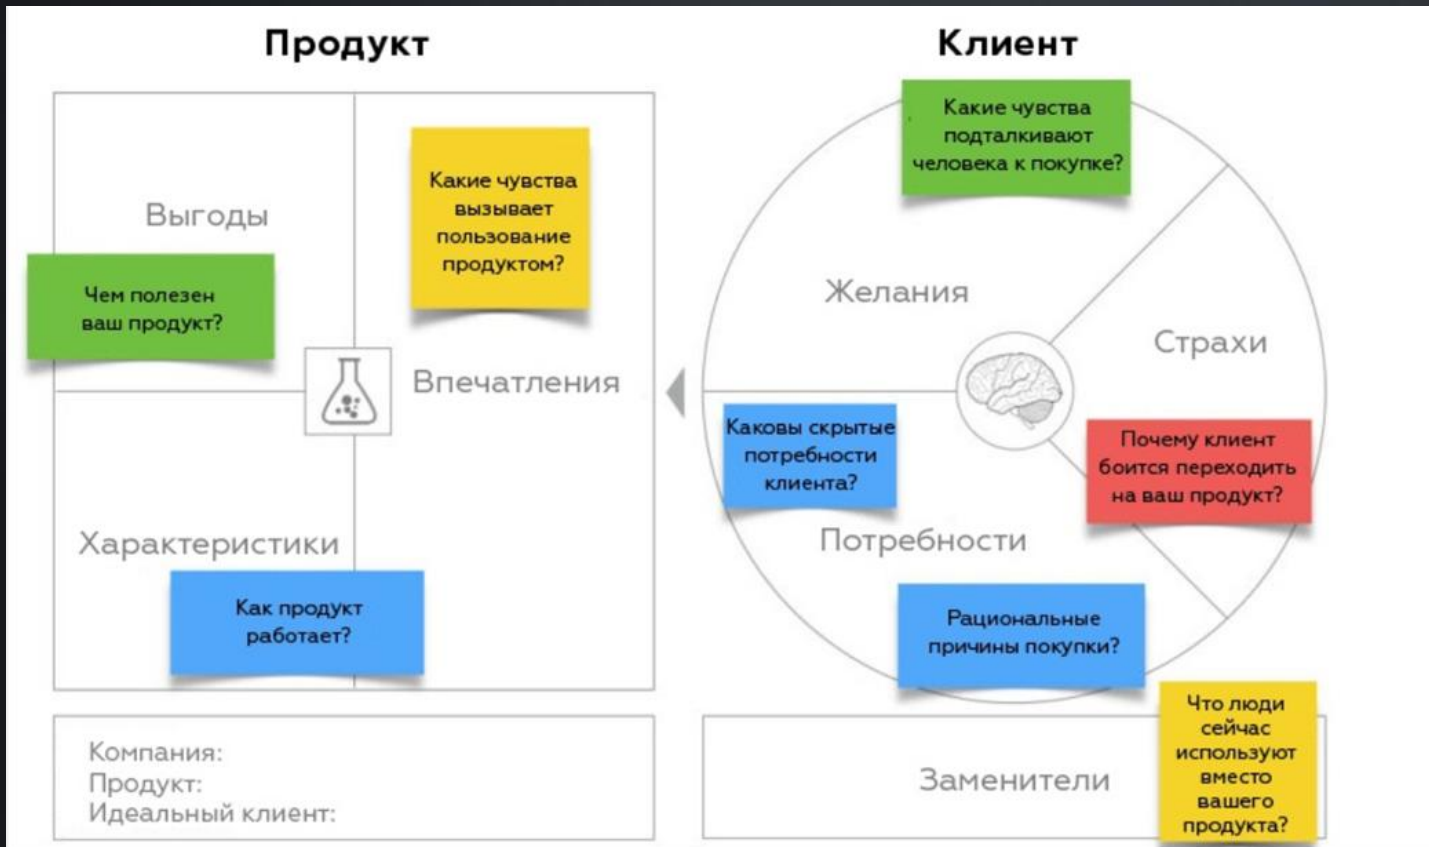 Продукт
Выгоды
Чем полезен
ваш продукт?
Какие чувства
вызывает
пользование
продуктом?
Впечатления
Характеристики
Как продукт
работает?
Компания:
Продукт:
Идеальный клиент:
Клиент
Какие чувства
подталкивают
человека к покупке?
Желания
Страхи
Почему клиент
боится переходить
на ваш продукт?
Каковы скрытые
потребности
клиента?
Потребности
Рациональные
причины покупки?
Заменители
Что люди
сейчас
используют
вместо
вашего
продукта?